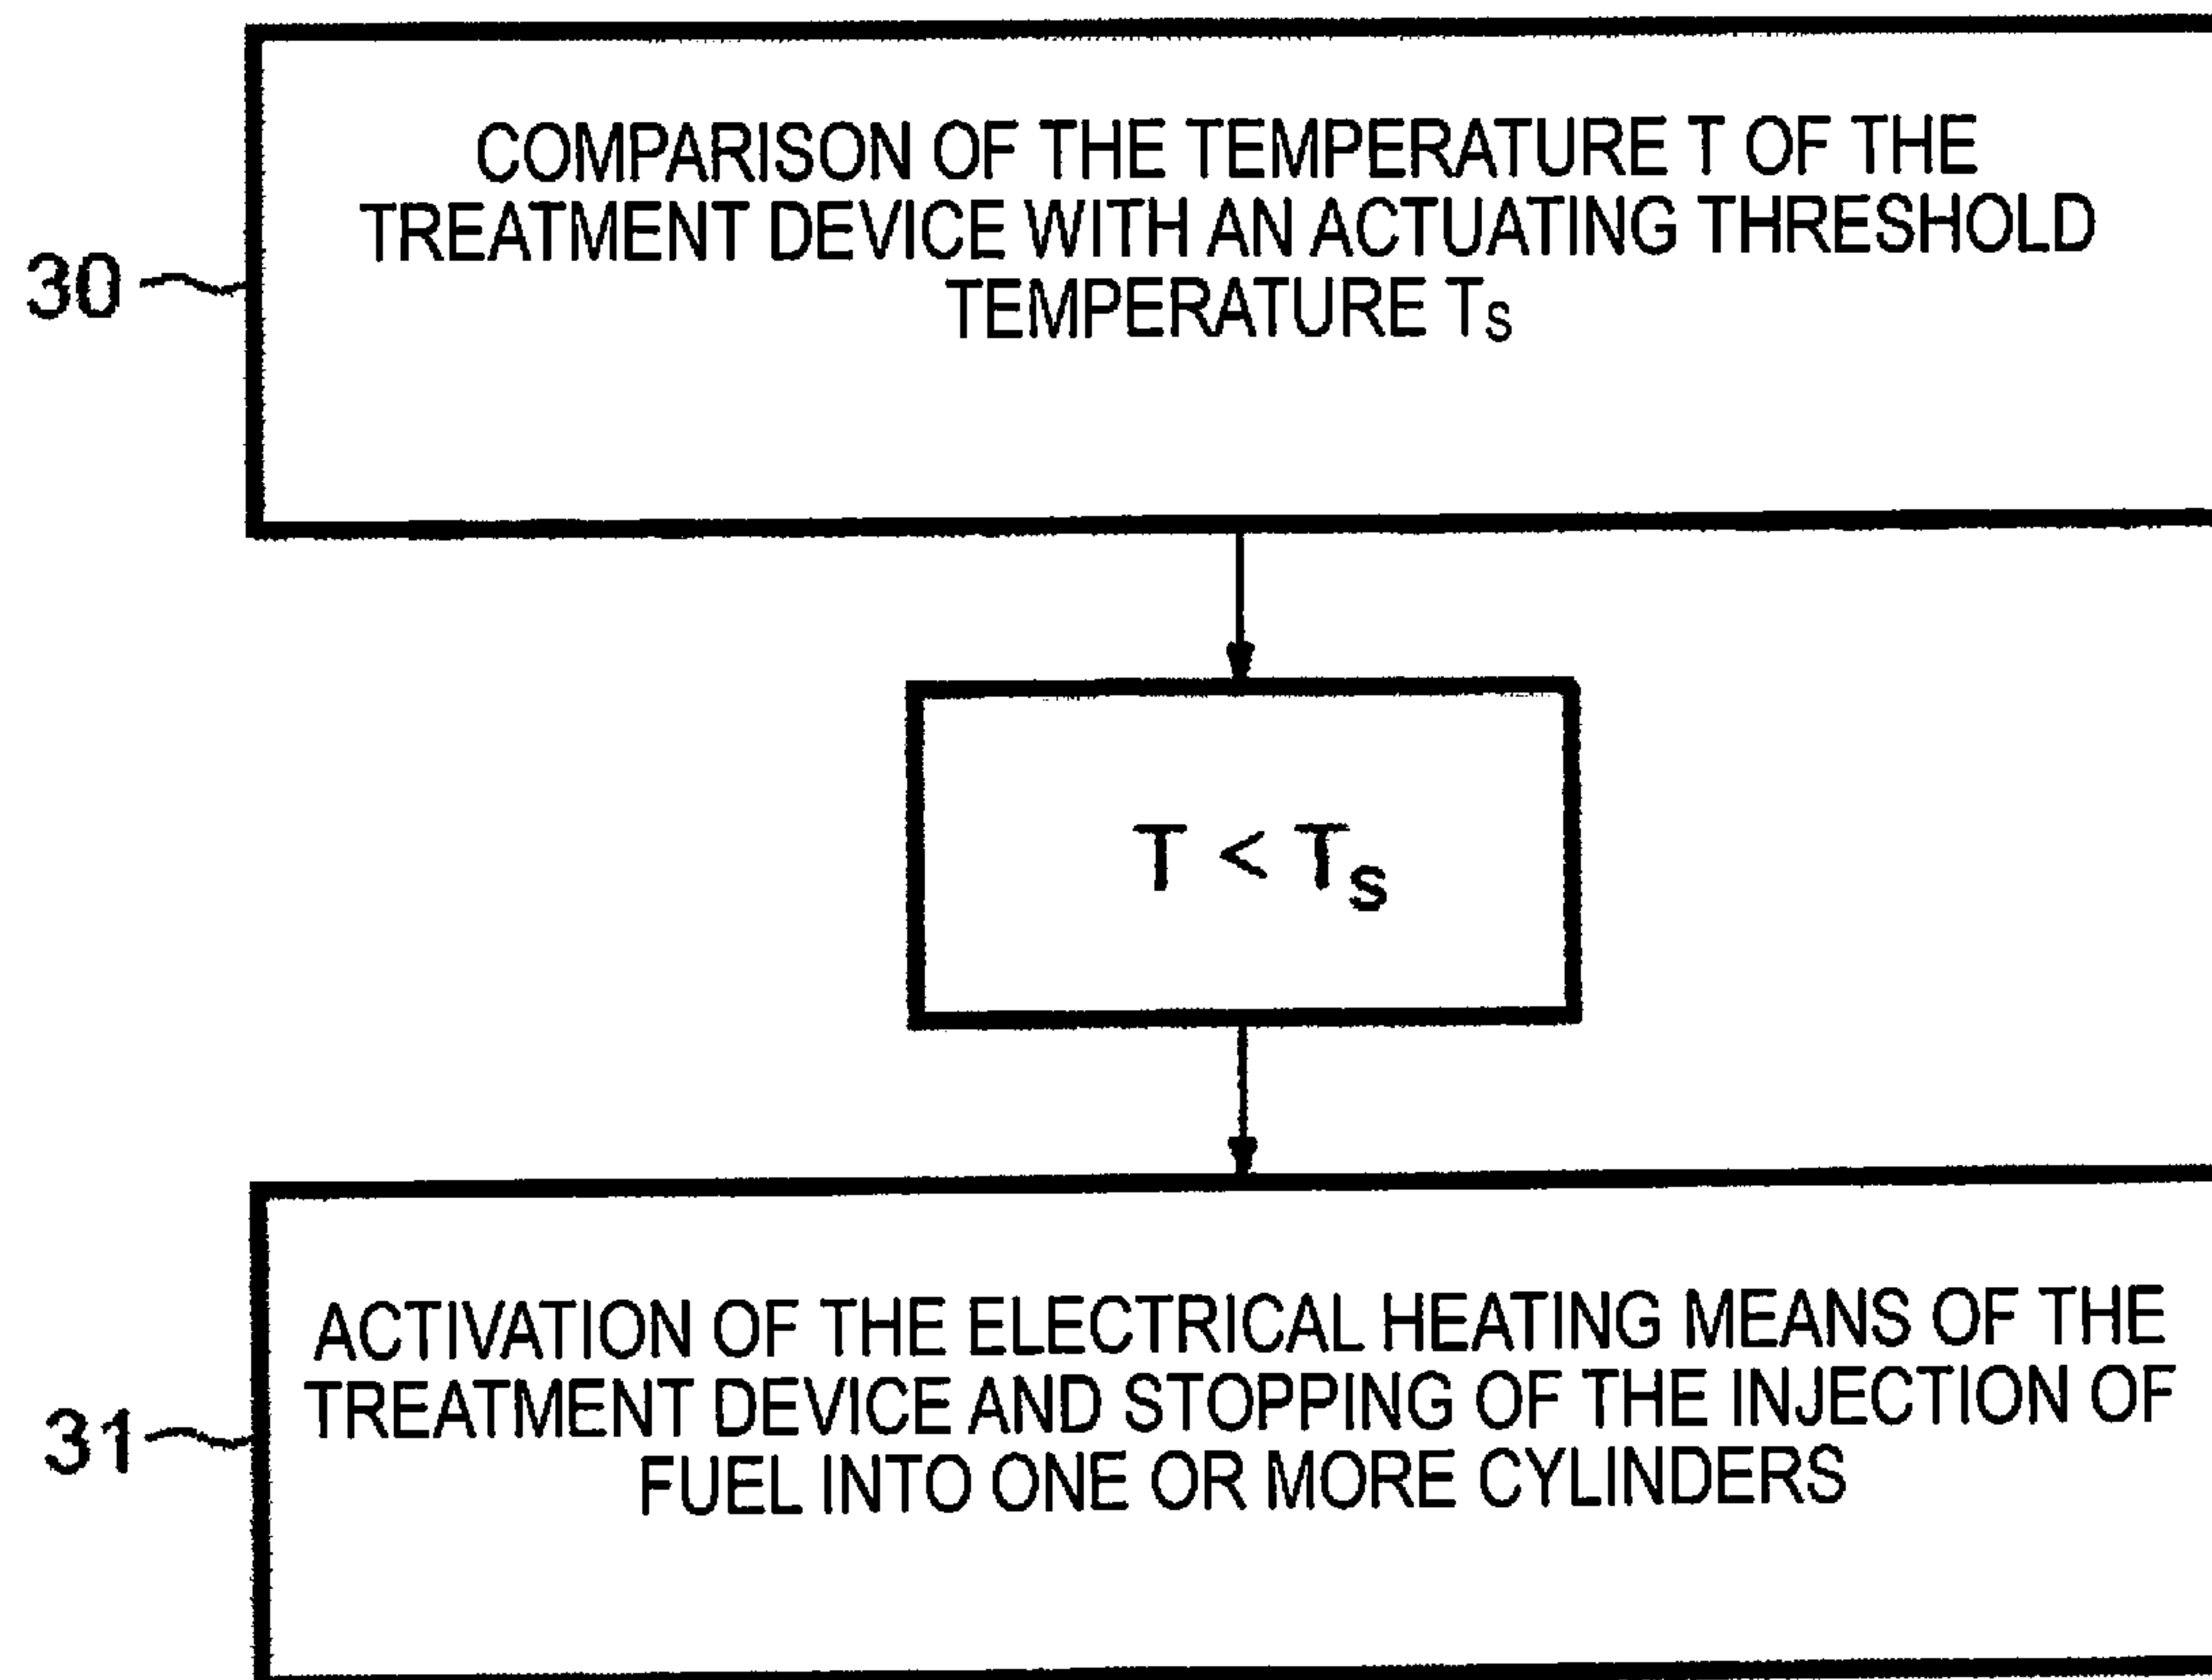 COMPARISON OF THE TEMPERATURE T OF THE
TREATMENT DEVICE WITH AN ACTUATING THRESHOLD
30
TEMPERATURE TS
T < TS
ACTIVATION OF THE ELECTRICAL HEATING MEANS OF THE
TREATMENT DEVICE AND STOPPING OF THE INJECTION OF
31
FUEL INTO ONE OR MORE CYLINDERS